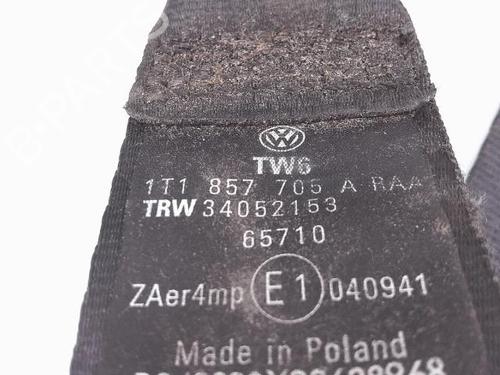 TW6
1T1 857 705 A RAA
TRW 34052153
65710
ZAer4mp E1 040941
Made in Poland